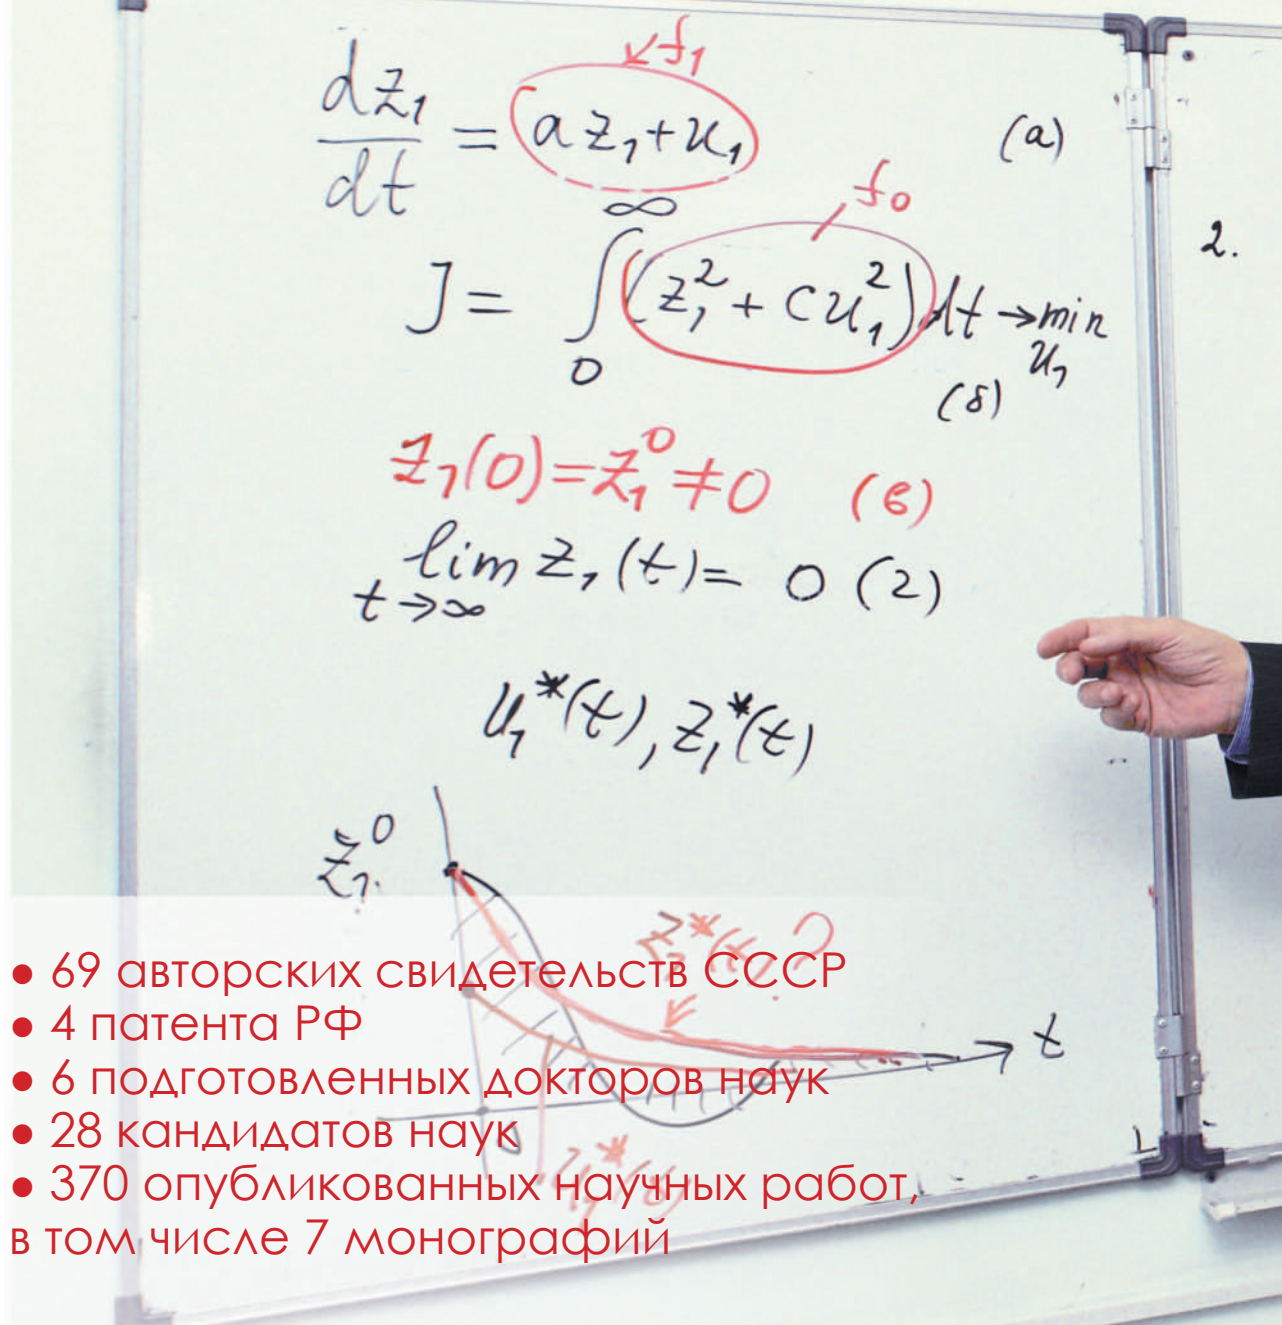 f₁
dz₁/dt = az₁+u₁ (а)
f₀
2.
J = ∫₀^∞ (z₁² + cu₁²)dt → min u₁
(б)
z₁(0)=z₁⁰≠0 (в)
lim t→∞ z₁(t)= 0 (г)
u₁*(t), z₁*(t)
z₁⁰
z₁*(t)?
• 69 авторских свидетельств СССР
• 4 патента РФ
t
• 6 подготовленных докторов наук
• 28 кандидатов наук
u₁*(t)
• 370 опубликованных научных работ,
в том числе 7 монографий